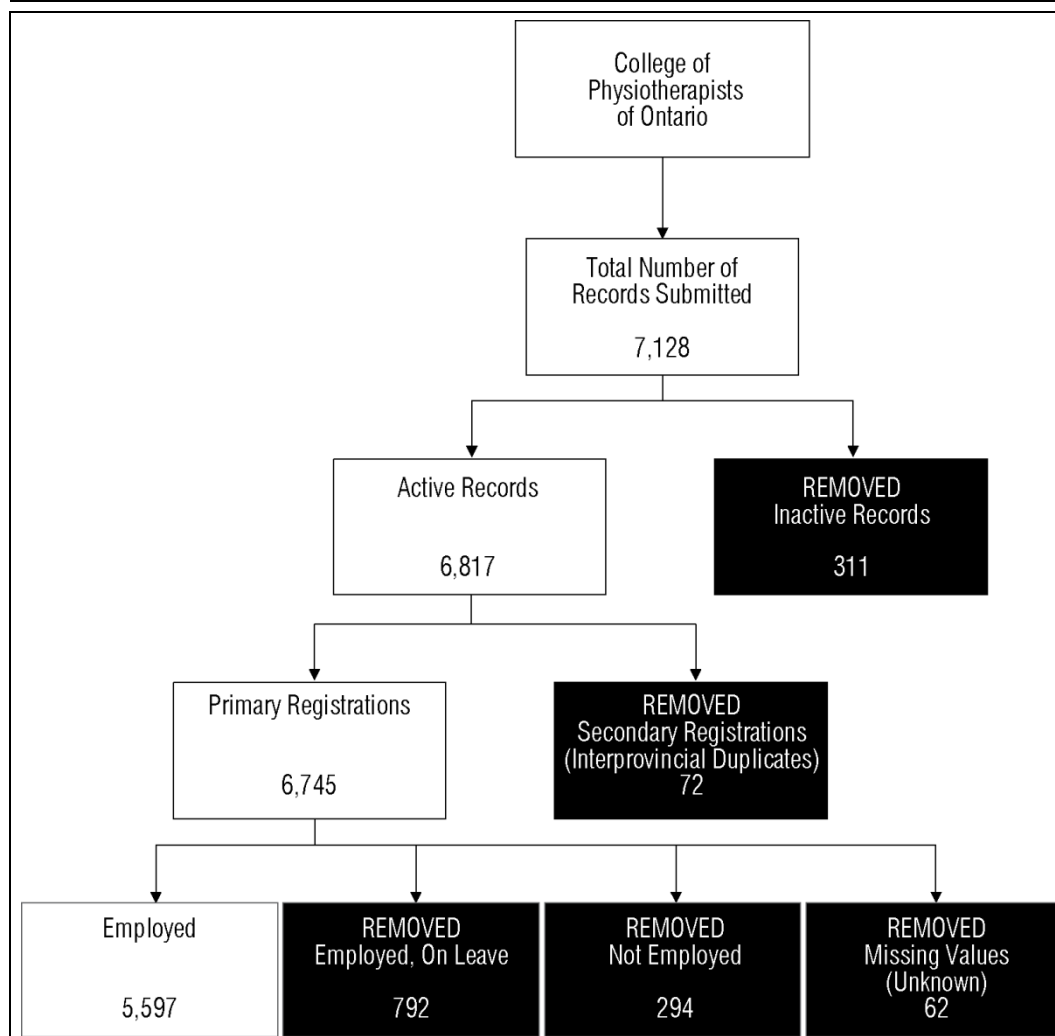 College of
Physiotherapists
of Ontario
Total Number of
Records Submitted
7,128
Active Records
6,817
REMOVED
Inactive Records
311
Primary Registrations
6,745
REMOVED
Secondary Registrations
(Interprovincial Duplicates)
72
Employed
5,597
REMOVED
Employed, On Leave
792
REMOVED
Not Employed
294
REMOVED
Missing Values
(Unknown)
62